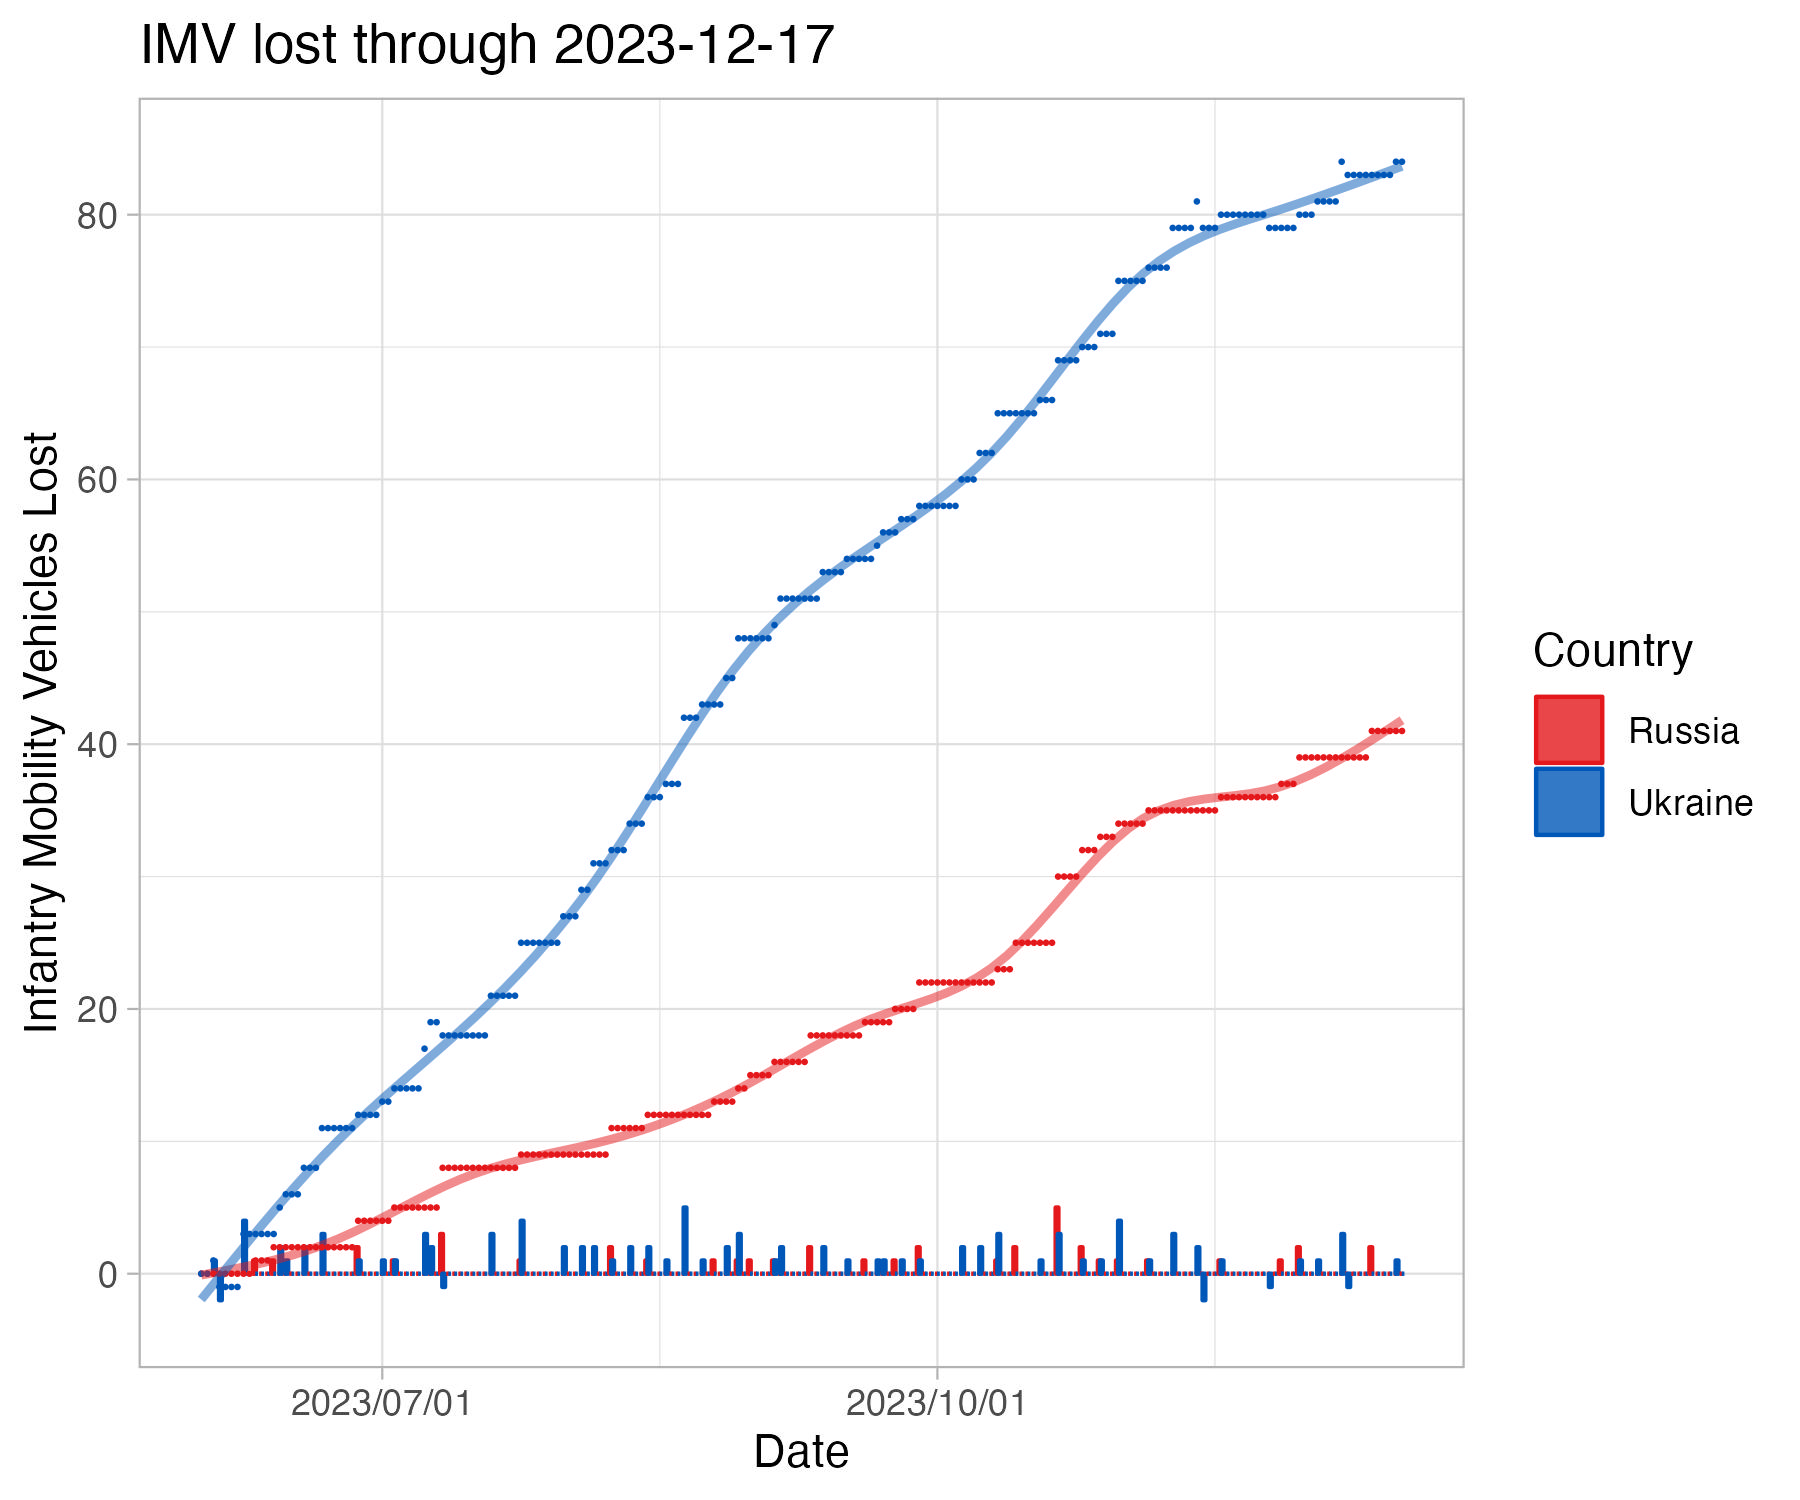 IMV lost through 2023-12-17
Infantry Mobility Vehicles Lost
80
60
40
20
0
2023/07/01
2023/10/01
Date
Country
Russia
Ukraine